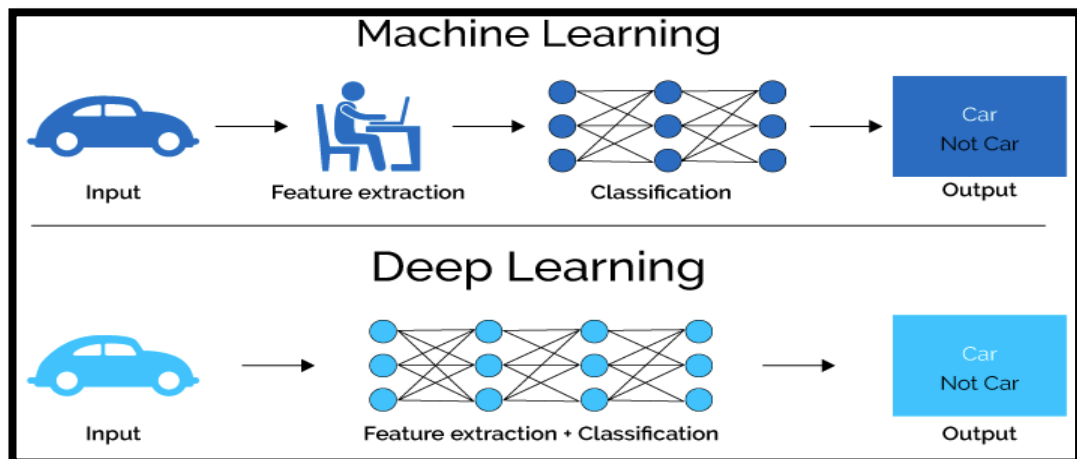 Machine Learning
Car
Not Car
Input
Feature extraction
Classification
Output
Deep Learning
Car
Not Car
Input
Feature extraction + Classification
Output